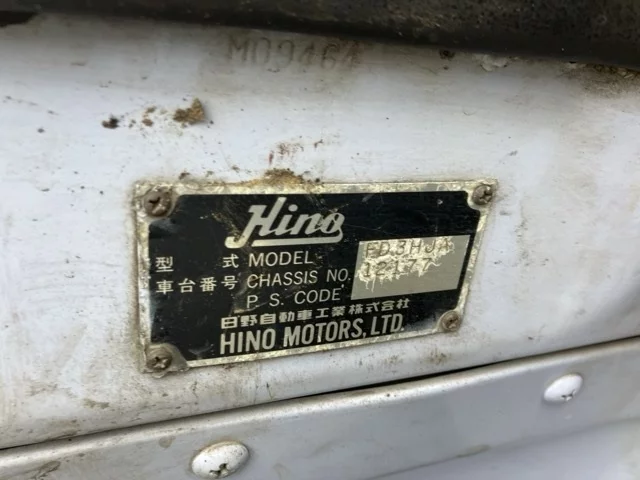 M09464
Hino
型 式 MODEL FD3HJA
車台番号 CHASSIS NO.
P. S. CODE
日野自動車工業株式会社
HINO MOTORS, LTD.